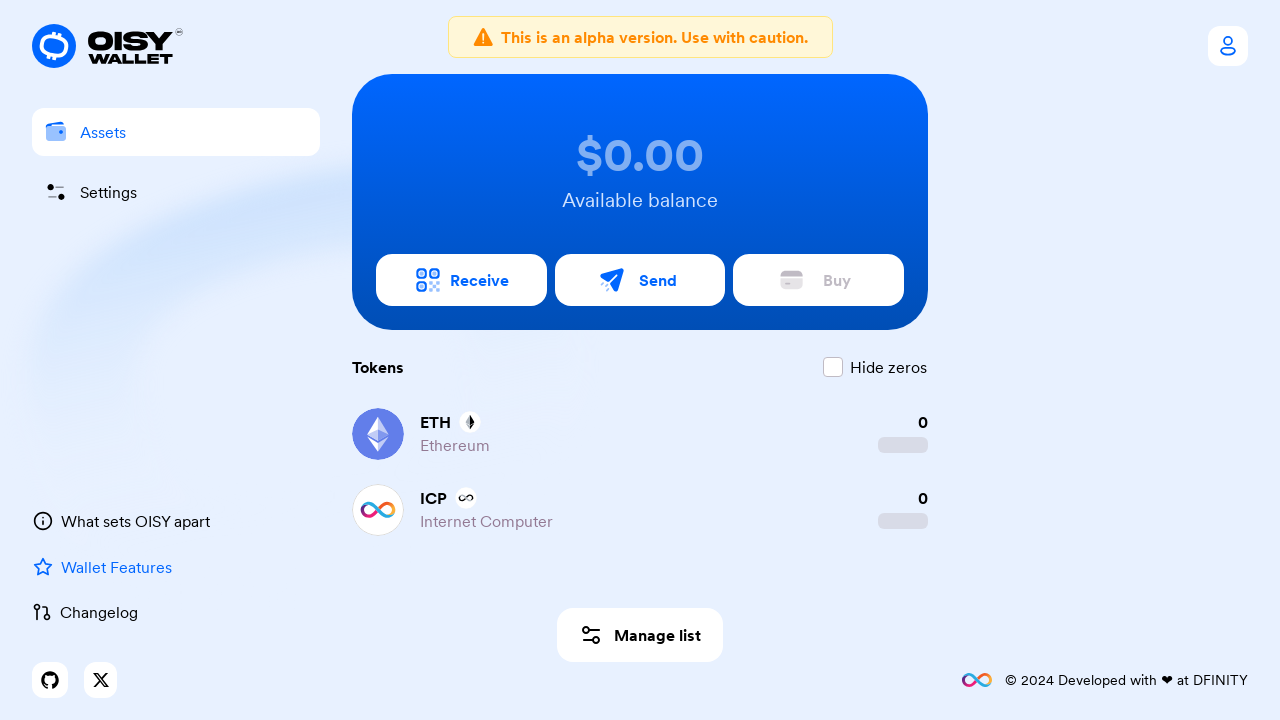 OISY
WALLET
This is an alpha version. Use with caution.
Assets
Settings
$0.00
Available balance
Receive
Send
Buy
Tokens
Hide zeros
ETH
0
Ethereum
ICP
0
Internet Computer
Manage list
What sets OISY apart
Wallet Features
Changelog
© 2024 Developed with ❤ at DFINITY